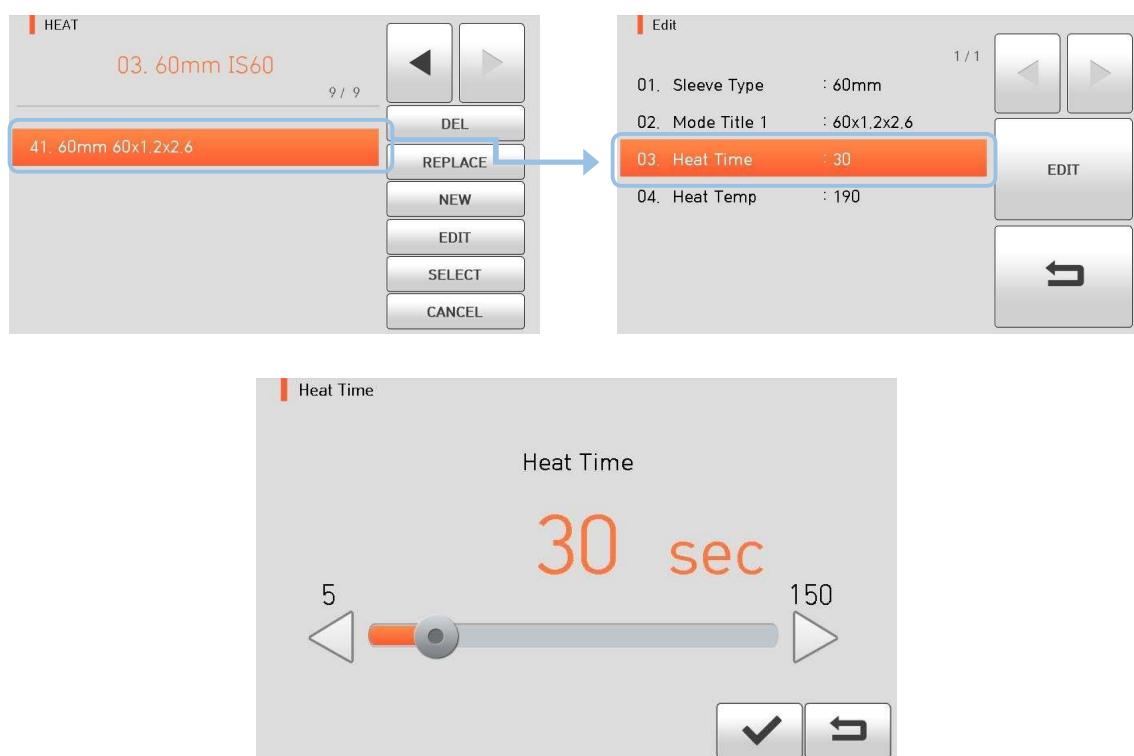 HEAT
03. 60mm IS60
9 / 9
41. 60mm 60x1.2x2.6
DEL
REPLACE
NEW
EDIT
SELECT
CANCEL
Edit
1 / 1
01. Sleeve Type : 60mm
02. Mode Title 1 : 60x1.2x2.6
03. Heat Time : 30
04. Heat Temp : 190
EDIT
Heat Time
Heat Time
30 sec
5 150